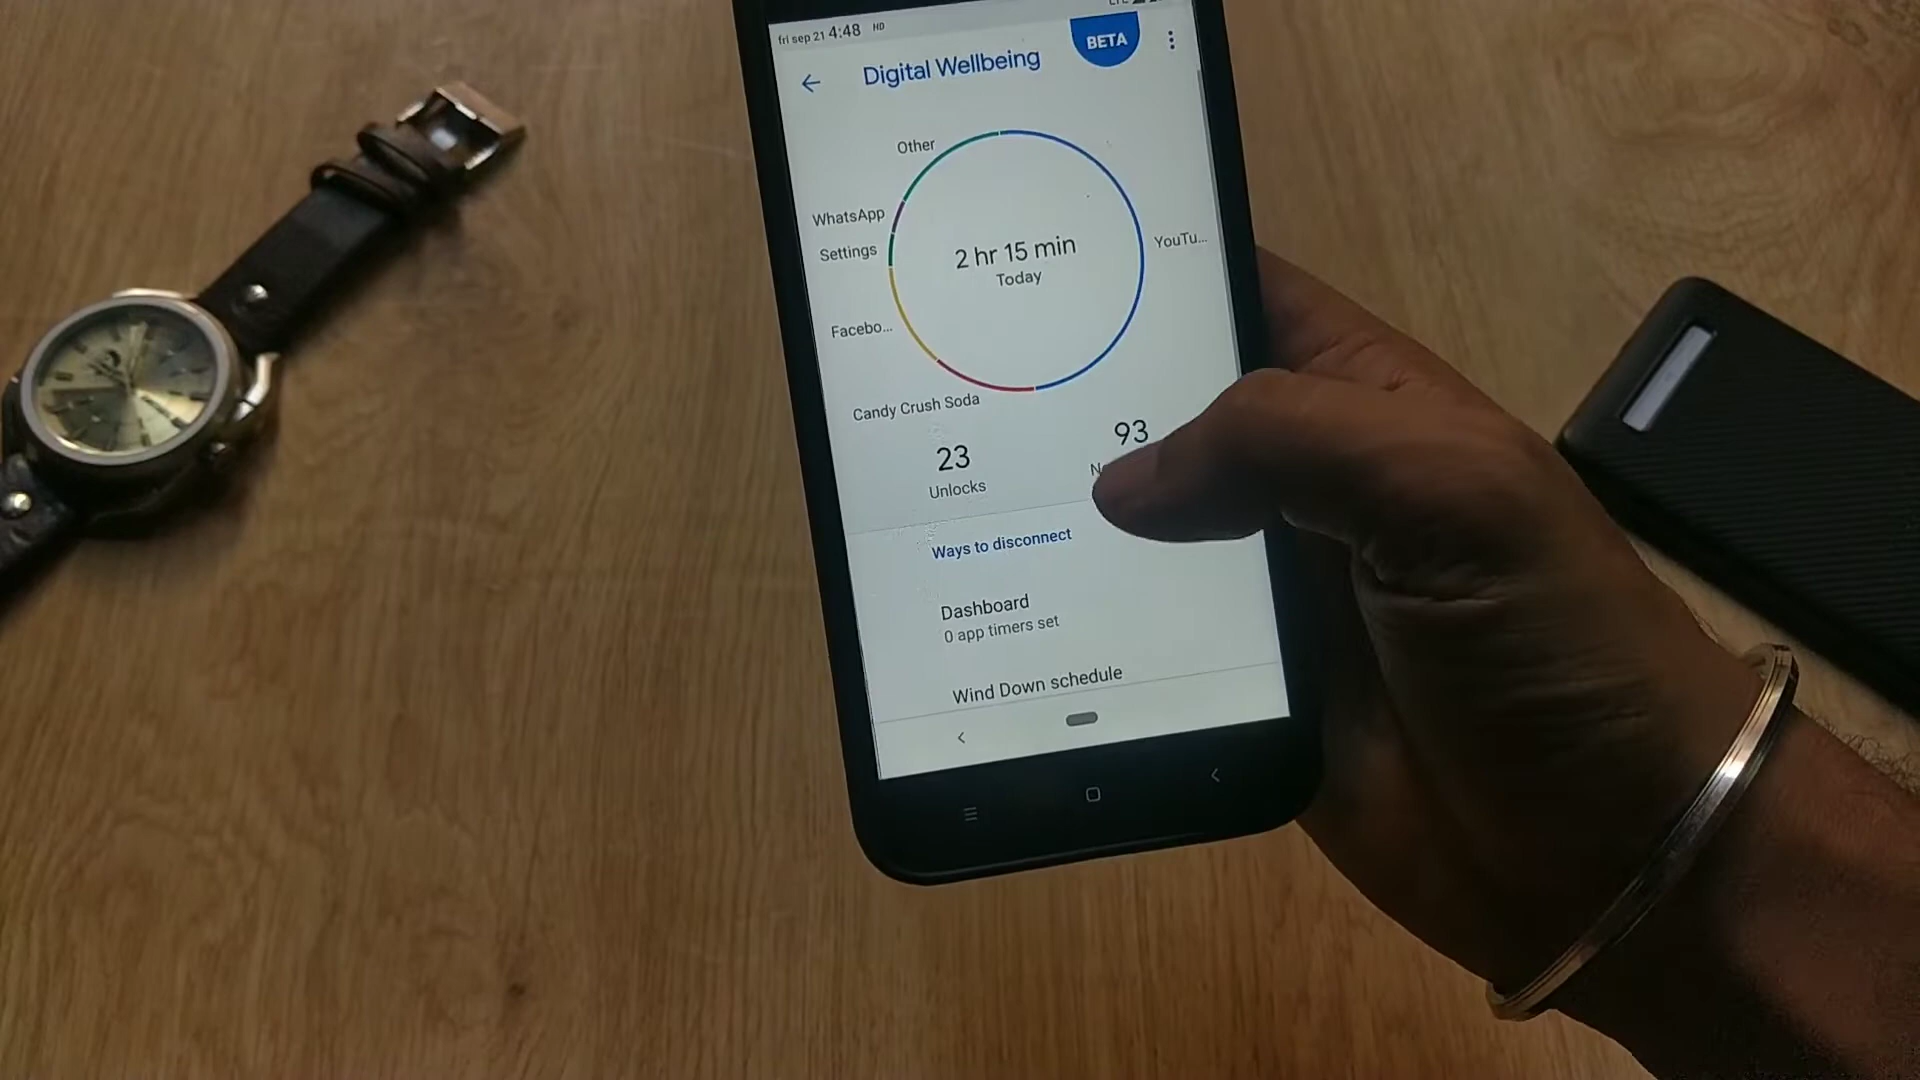 fri sep 21 4:48 HD
Digital Wellbeing
BETA
Other
WhatsApp
Settings
YouTu...
2 hr 15 min
Today
Facebo...
Candy Crush Soda
23
Unlocks
93
Ways to disconnect
Dashboard
0 app timers set
Wind Down schedule